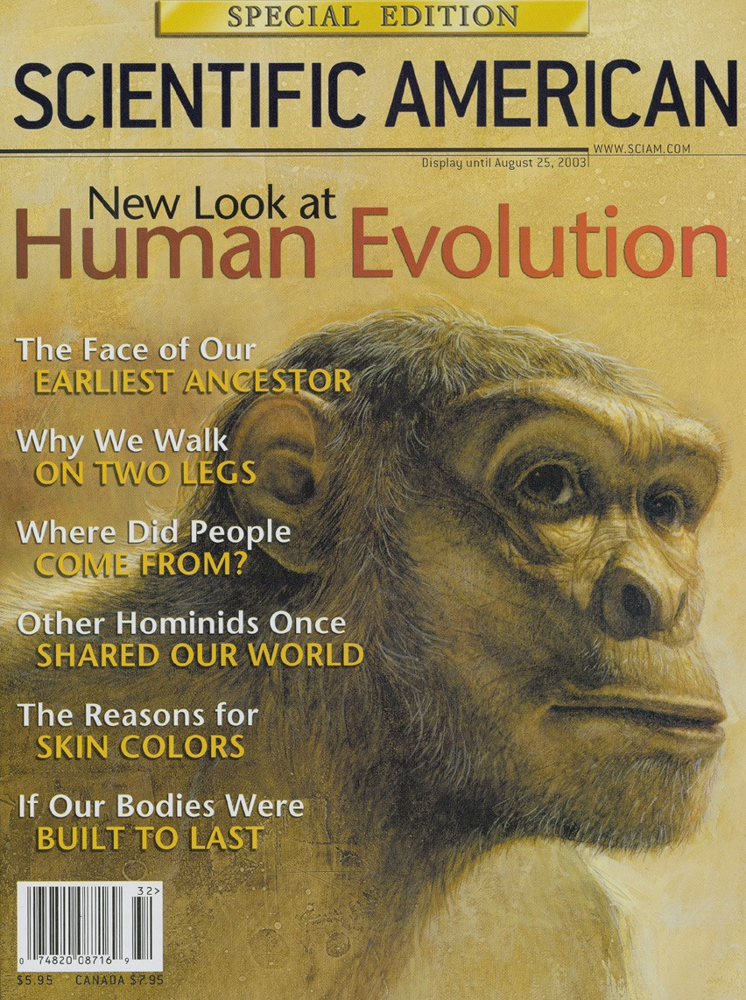 SPECIAL EDITION
SCIENTIFIC AMERICAN
WWW.SCIAM.COM
Display until August 25, 2003
New Look at
Human Evolution
The Face of Our
EARLIEST ANCESTOR
Why We Walk
ON TWO LEGS
Where Did People
COME FROM?
Other Hominids Once
SHARED OUR WORLD
The Reasons for
SKIN COLORS
If Our Bodies Were
BUILT TO LAST
32>
0 74820 08716 9
$5.95 CANADA $7.95